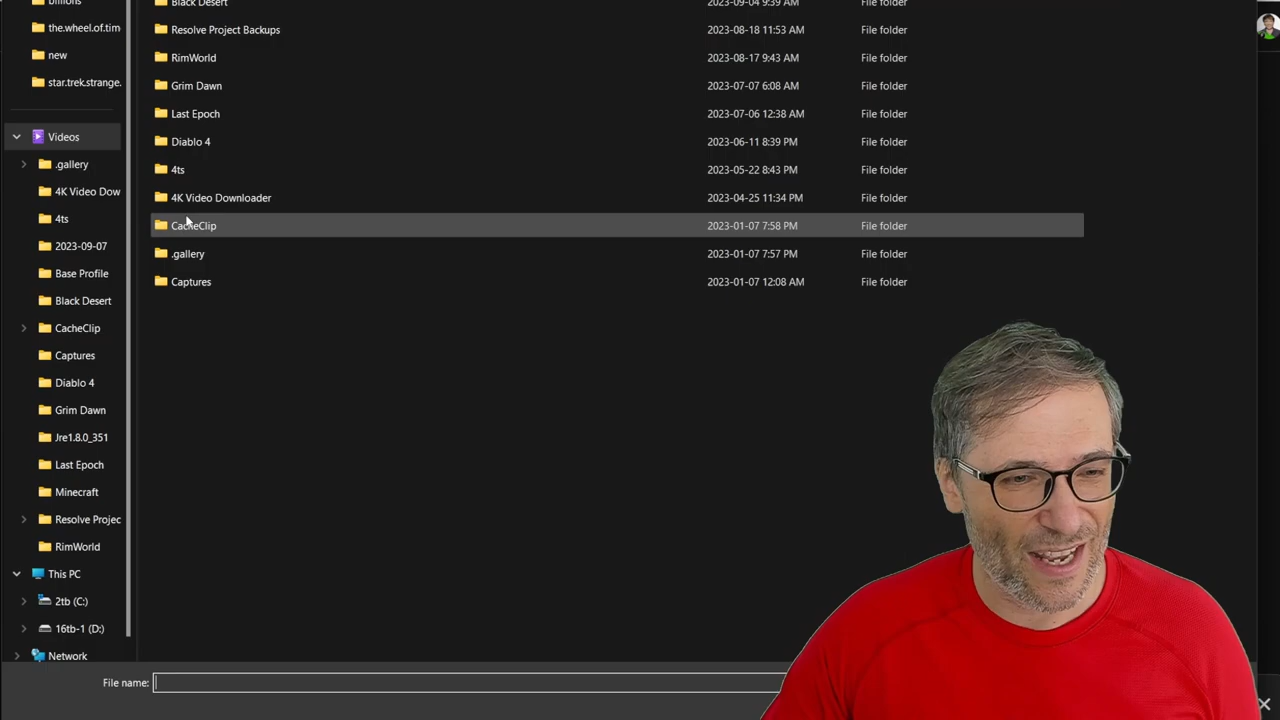 billions
the.wheel.of.tim
new
star.trek.strange.
Videos
.gallery
4K Video Dow
4ts
2023-09-07
Base Profile
Black Desert
CacheClip
Captures
Diablo 4
Grim Dawn
Jre1.8.0_351
Last Epoch
Minecraft
Resolve Projec
RimWorld
This PC
2tb (C:)
16tb-1 (D:)
Network
Black Desert 2023-09-04 9:39 AM File folder
Resolve Project Backups 2023-08-18 11:53 AM File folder
RimWorld 2023-08-17 9:43 AM File folder
Grim Dawn 2023-07-07 6:08 AM File folder
Last Epoch 2023-07-06 12:38 AM File folder
Diablo 4 2023-06-11 8:39 PM File folder
4ts 2023-05-22 8:43 PM File folder
4K Video Downloader 2023-04-25 11:34 PM File folder
CacheClip 2023-01-07 7:58 PM File folder
.gallery 2023-01-07 7:57 PM File folder
Captures 2023-01-07 12:08 AM File folder
File name: